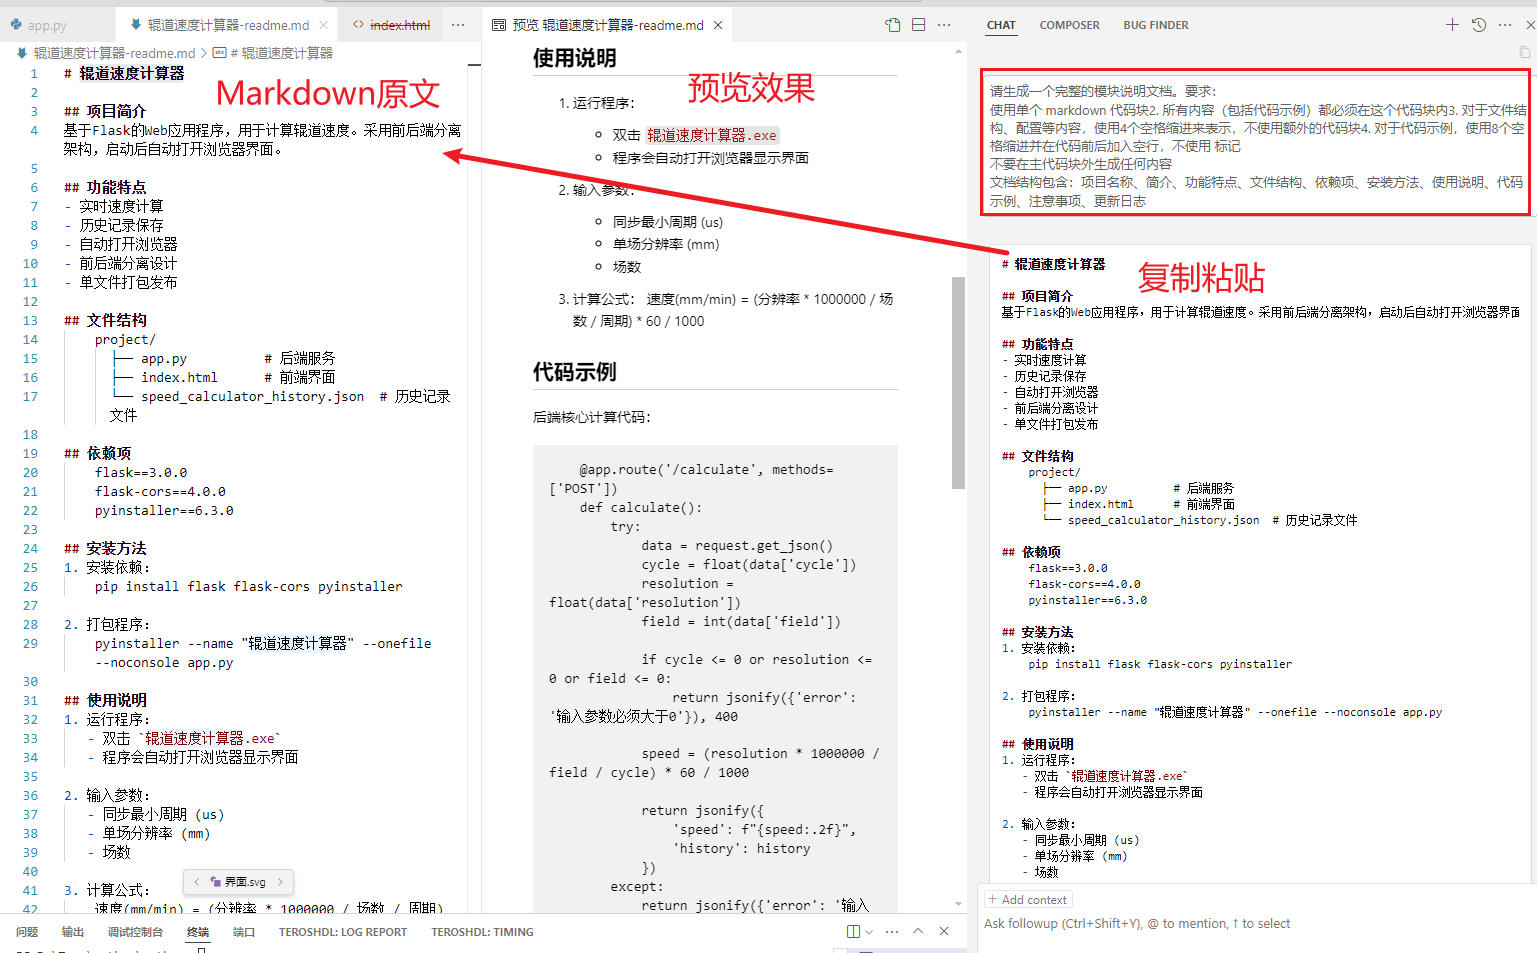 app.py
辊道速度计算器-readme.md
index.html
预览 辊道速度计算器-readme.md
CHAT
COMPOSER
BUG FINDER
辊道速度计算器-readme.md > # 辊道速度计算器
Markdown原文
1 # 辊道速度计算器
2
3 ## 项目简介
4 基于Flask的Web应用程序，用于计算辊道速度。采用前后端分离
架构，启动后自动打开浏览器界面。
5
6 ## 功能特点
7 - 实时速度计算
8 - 历史记录保存
9 - 自动打开浏览器
10 - 前后端分离设计
11 - 单文件打包发布
12
13 ## 文件结构
14 project/
15 ├── app.py # 后端服务
16 ├── index.html # 前端界面
17 └── speed_calculator_history.json # 历史记录
文件
18
19 ## 依赖项
20 flask==3.0.0
21 flask-cors==4.0.0
22 pyinstaller==6.3.0
23
24 ## 安装方法
25 1. 安装依赖：
26 pip install flask flask-cors pyinstaller
27
28 2. 打包程序：
29 pyinstaller --name "辊道速度计算器" --onefile
--noconsole app.py
30
31 ## 使用说明
32 1. 运行程序：
33 - 双击 `辊道速度计算器.exe`
34 - 程序会自动打开浏览器显示界面
35
36 2. 输入参数：
37 - 同步最小周期 (us)
38 - 单场分辨率 (mm)
39 - 场数
40
41 3. 计算公式：
42 速度(mm/min) = (分辨率 * 1000000 / 场数 / 周期)
界面.svg
使用说明
预览效果
1. 运行程序：
双击 辊道速度计算器.exe
程序会自动打开浏览器显示界面
2. 输入参数：
同步最小周期 (us)
单场分辨率 (mm)
场数
3. 计算公式： 速度(mm/min) = (分辨率 * 1000000 / 场
数 / 周期) * 60 / 1000
代码示例
后端核心计算代码：
@app.route('/calculate', methods=
['POST'])
def calculate():
try:
data = request.get_json()
cycle = float(data['cycle'])
resolution =
float(data['resolution'])
field = int(data['field'])
if cycle <= 0 or resolution <=
0 or field <= 0:
return jsonify({'error':
'输入参数必须大于0'}), 400
speed = (resolution * 1000000 /
field / cycle) * 60 / 1000
return jsonify({
'speed': f"{speed:.2f}",
'history': history
})
except:
return jsonify({'error': '输入
请生成一个完整的模块说明文档。要求：
使用单个 markdown 代码块2. 所有内容（包括代码示例）都必须在这个代码块内3. 对于文件结
构、配置等内容，使用4个空格缩进来表示，不使用额外的代码块4. 对于代码示例，使用8个空
格缩进并在代码前后加入空行，不使用 标记
不要在主代码块外生成任何内容
文档结构包含：项目名称、简介、功能特点、文件结构、依赖项、安装方法、使用说明、代码
示例、注意事项、更新日志
复制粘贴
# 辊道速度计算器
## 项目简介
基于Flask的Web应用程序，用于计算辊道速度。采用前后端分离架构，启动后自动打开浏览器界面
## 功能特点
- 实时速度计算
- 历史记录保存
- 自动打开浏览器
- 前后端分离设计
- 单文件打包发布
## 文件结构
project/
├── app.py # 后端服务
├── index.html # 前端界面
└── speed_calculator_history.json # 历史记录文件
## 依赖项
flask==3.0.0
flask-cors==4.0.0
pyinstaller==6.3.0
## 安装方法
1. 安装依赖：
pip install flask flask-cors pyinstaller
2. 打包程序：
pyinstaller --name "辊道速度计算器" --onefile --noconsole app.py
## 使用说明
1. 运行程序：
- 双击 `辊道速度计算器.exe`
- 程序会自动打开浏览器显示界面
2. 输入参数：
- 同步最小周期 (us)
- 单场分辨率 (mm)
- 场数
+ Add context
Ask followup (Ctrl+Shift+Y), @ to mention, ↑ to select
问题
输出
调试控制台
终端
端口
TEROSHDL: LOG REPORT
TEROSHDL: TIMING